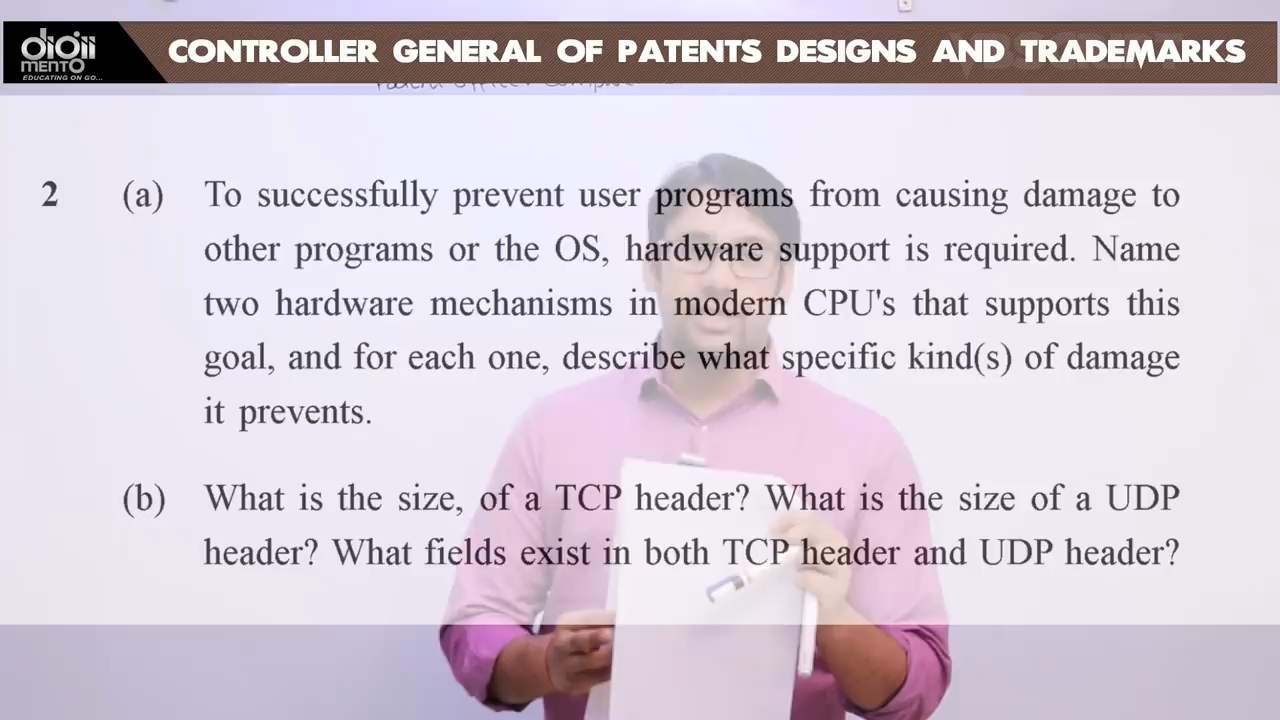 digii
MENTO
EDUCATING ON GO...
CONTROLLER GENERAL OF PATENTS DESIGNS AND TRADEMARKS
2 (a) To successfully prevent user programs from causing damage to
other programs or the OS, hardware support is required. Name
two hardware mechanisms in modern CPU's that supports this
goal, and for each one, describe what specific kind(s) of damage
it prevents.
(b) What is the size, of a TCP header? What is the size of a UDP
header? What fields exist in both TCP header and UDP header?